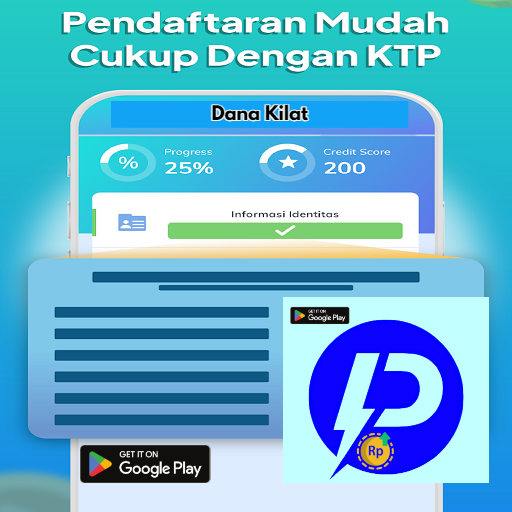 Pendaftaran Mudah
Cukup Dengan KTP
Dana Kilat
%
Progress
25%
Credit Score
200
Informasi Identitas
GET IT ON
Google Play
Rp
GET IT ON
Google Play